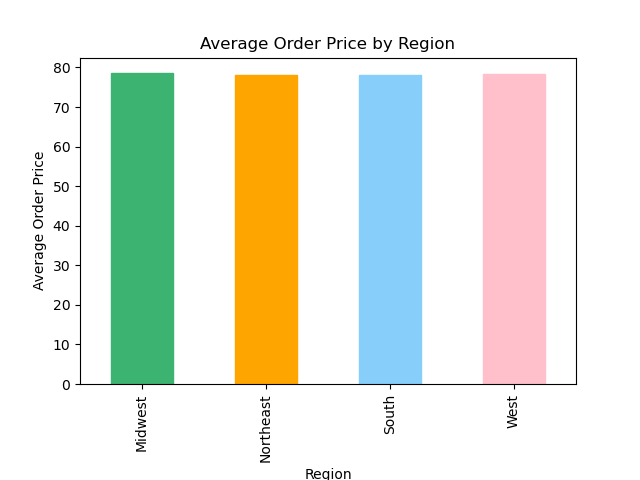 Average Order Price by Region
Average Order Price
80
70
60
50
40
30
20
10
0
Midwest
Northeast
South
West
Region